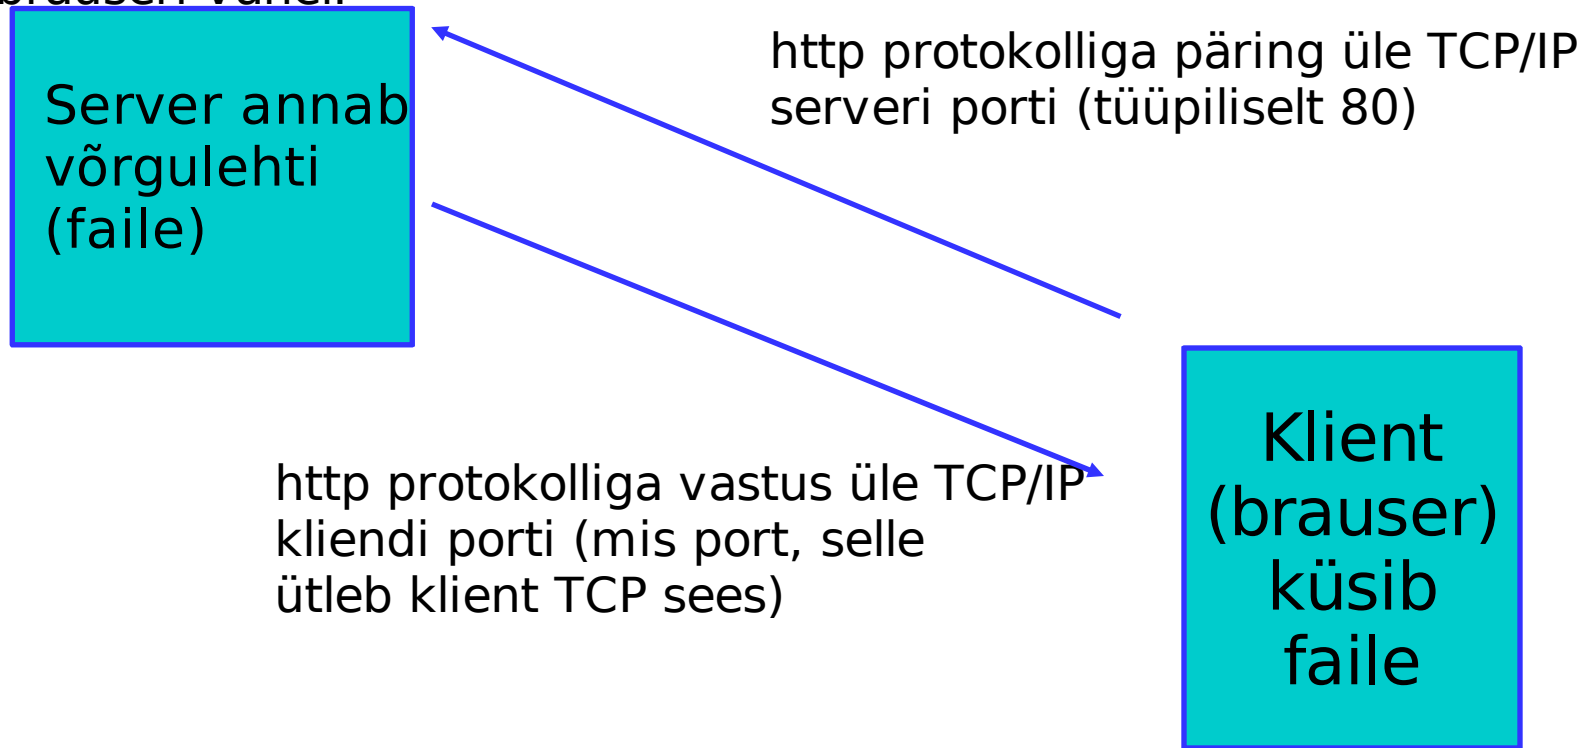 Server annab
võrgulehti
(faile)
http protokolliga päring üle TCP/IP
serveri porti (tüüpiliselt 80)
http protokolliga vastus üle TCP/IP
kliendi porti (mis port, selle
ütleb klient TCP sees)
Klient
(brauser)
küsib
faile